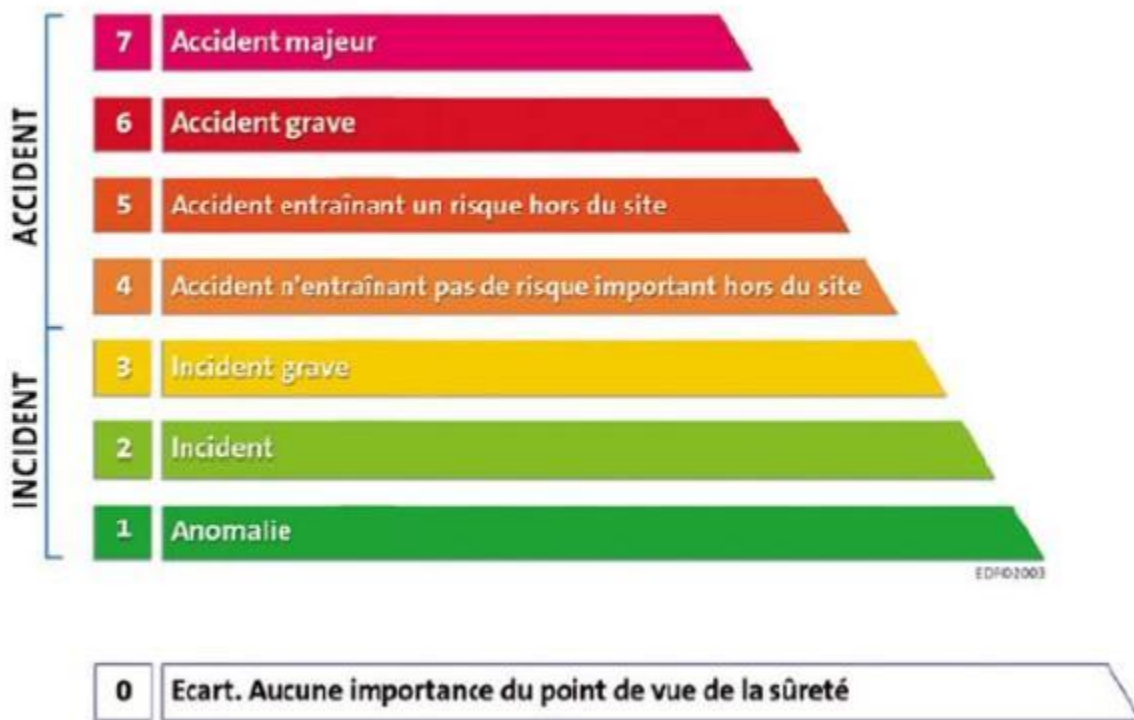 ACCIDENT
7 Accident majeur
6 Accident grave
5 Accident entraînant un risque hors du site
4 Accident n'entraînant pas de risque important hors du site
INCIDENT
3 Incident grave
2 Incident
1 Anomalie
EDF©2003
0 Ecart. Aucune importance du point de vue de la sûreté